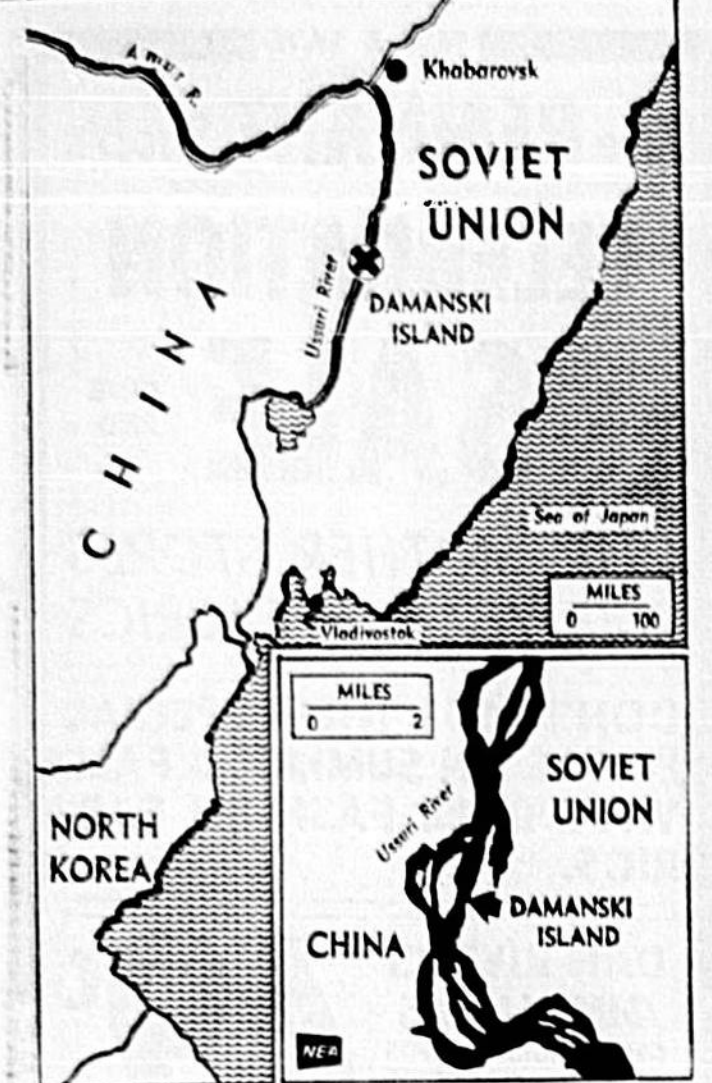 Amur R.
Khabarovsk
SOVIET
UNION
Ussuri River
DAMANSKI
ISLAND
CHINA
Sea of Japan
MILES
0 100
Vladivostok
NORTH
KOREA
MILES
0 2
SOVIET
UNION
Ussuri River
DAMANSKI
ISLAND
CHINA
NEA